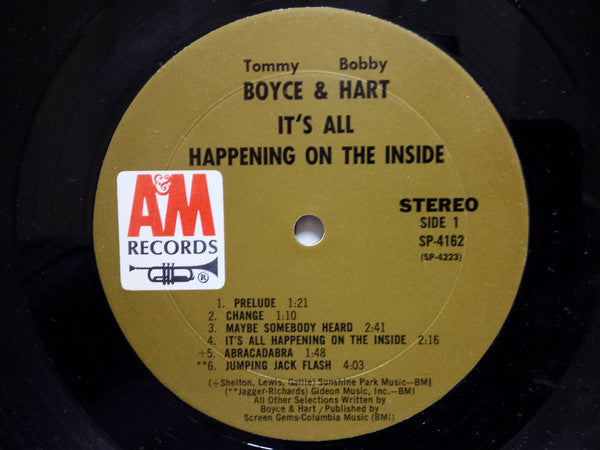 Tommy Bobby
BOYCE & HART
IT'S ALL
HAPPENING ON THE INSIDE
A&M
RECORDS
®
STEREO
SIDE 1
SP-4162
(SP-4223)
1. PRELUDE 1:21
2. CHANGE 1:10
3. MAYBE SOMEBODY HEARD 2:41
4. IT'S ALL HAPPENING ON THE INSIDE 2:16
+5. ABRACADABRA 1:48
**6. JUMPING JACK FLASH 4:03
(+Shelton, Lewis, Gallie) Sunshine Park Music—BMI
(**Jagger-Richards) Gideon Music, Inc.—BMI)
All Other Selections Written by
Boyce & Hart / Published by
Screen Gems-Columbia Music (BMI)